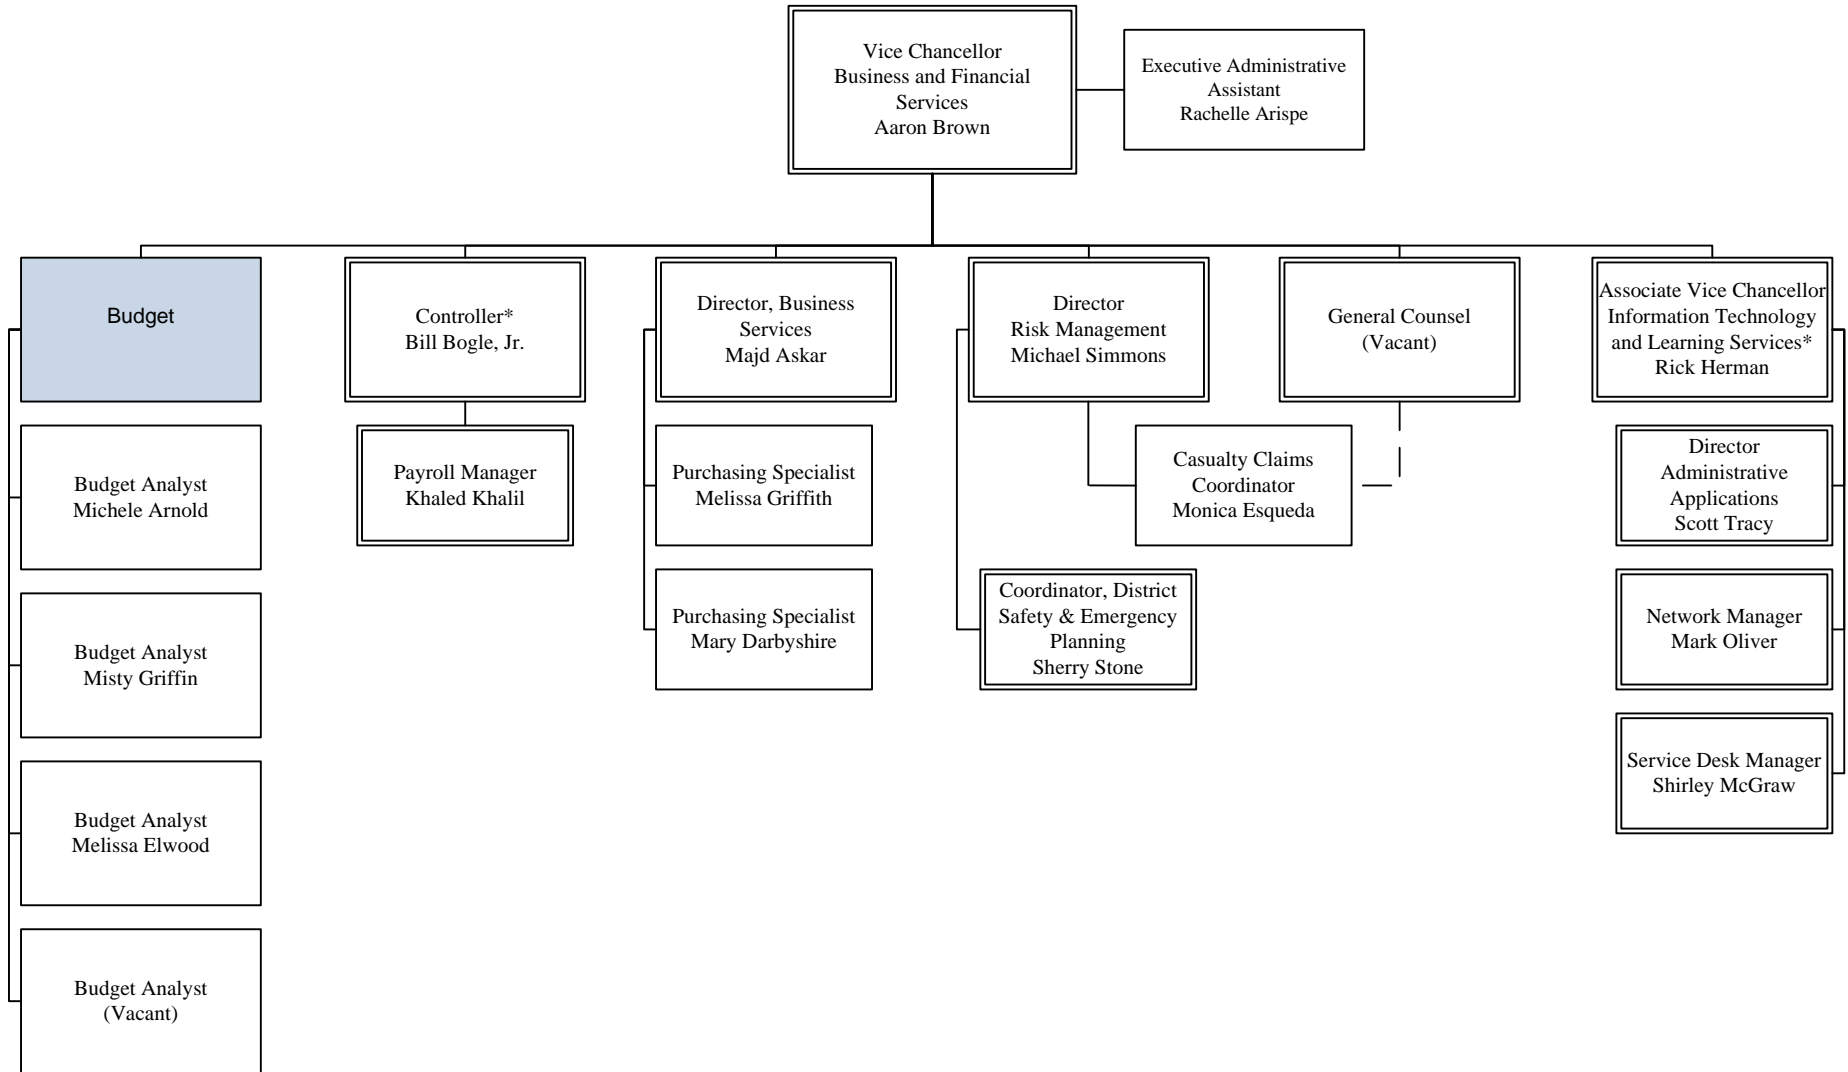 Vice Chancellor
Business and Financial
Services
Aaron Brown
Executive Administrative
Assistant
Rachelle Arispe
Budget
Controller*
Bill Bogle, Jr.
Director, Business
Services
Majd Askar
Director
Risk Management
Michael Simmons
General Counsel
(Vacant)
Associate Vice Chancellor
Information Technology
and Learning Services*
Rick Herman
Budget Analyst
Michele Arnold
Payroll Manager
Khaled Khalil
Purchasing Specialist
Melissa Griffith
Casualty Claims
Coordinator
Monica Esqueda
Director
Administrative
Applications
Scott Tracy
Budget Analyst
Misty Griffin
Purchasing Specialist
Mary Darbyshire
Coordinator, District
Safety & Emergency
Planning
Sherry Stone
Network Manager
Mark Oliver
Budget Analyst
Melissa Elwood
Service Desk Manager
Shirley McGraw
Budget Analyst
(Vacant)